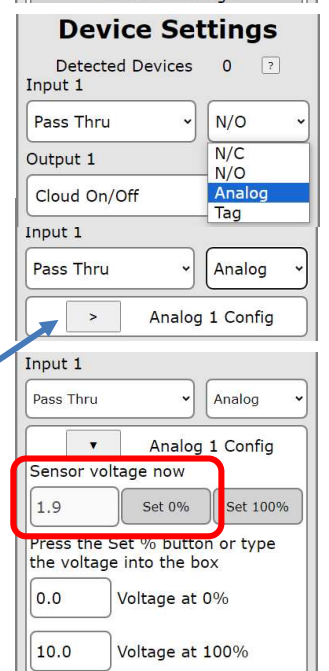 Device Settings
Detected Devices 0 ?
Input 1
Pass Thru N/O
Output 1
N/C
N/O
Analog
Tag
Cloud On/Off
Input 1
Pass Thru Analog
> Analog 1 Config
Input 1
Pass Thru Analog
▼ Analog 1 Config
Sensor voltage now
1.9 Set 0% Set 100%
Press the Set % button or type
the voltage into the box
0.0 Voltage at 0%
10.0 Voltage at 100%